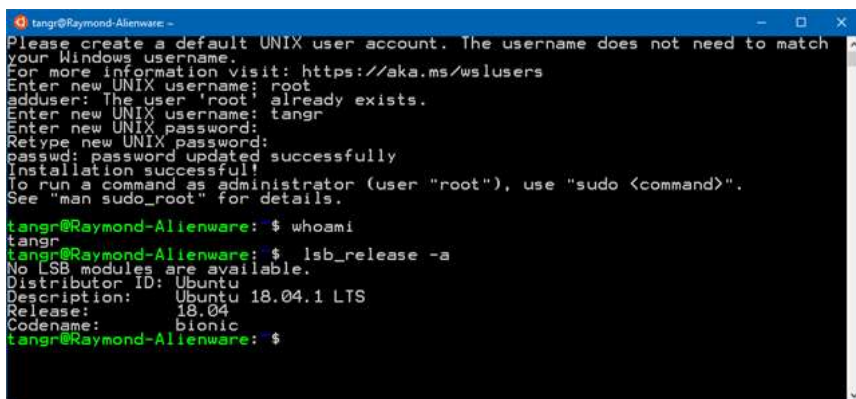 tangr@Raymond-Alienware: ~
Please create a default UNIX user account. The username does not need to match
your Windows username.
For more information visit: https://aka.ms/wslusers
Enter new UNIX username: root
adduser: The user 'root' already exists.
Enter new UNIX username: tangr
Enter new UNIX password:
Retype new UNIX password:
passwd: password updated successfully
Installation successful!
To run a command as administrator (user "root"), use "sudo <command>".
See "man sudo_root" for details.
tangr@Raymond-Alienware:~$ whoami
tangr
tangr@Raymond-Alienware:~$  lsb_release -a
No LSB modules are available.
Distributor ID: Ubuntu
Description:    Ubuntu 18.04.1 LTS
Release:        18.04
Codename:       bionic
tangr@Raymond-Alienware:~$